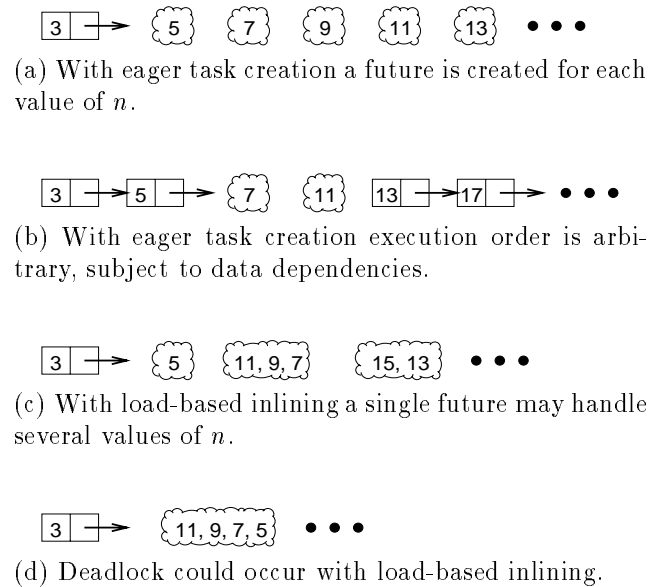 3 5 7 9 11 13
(a) With eager task creation a future is created for each
value of n.
3 5 7 11 13 17
(b) With eager task creation execution order is arbi-
trary, subject to data dependencies.
3 5 11, 9, 7 15, 13
(c) With load-based inlining a single future may handle
several values of n.
3 11, 9, 7, 5
(d) Deadlock could occur with load-based inlining.